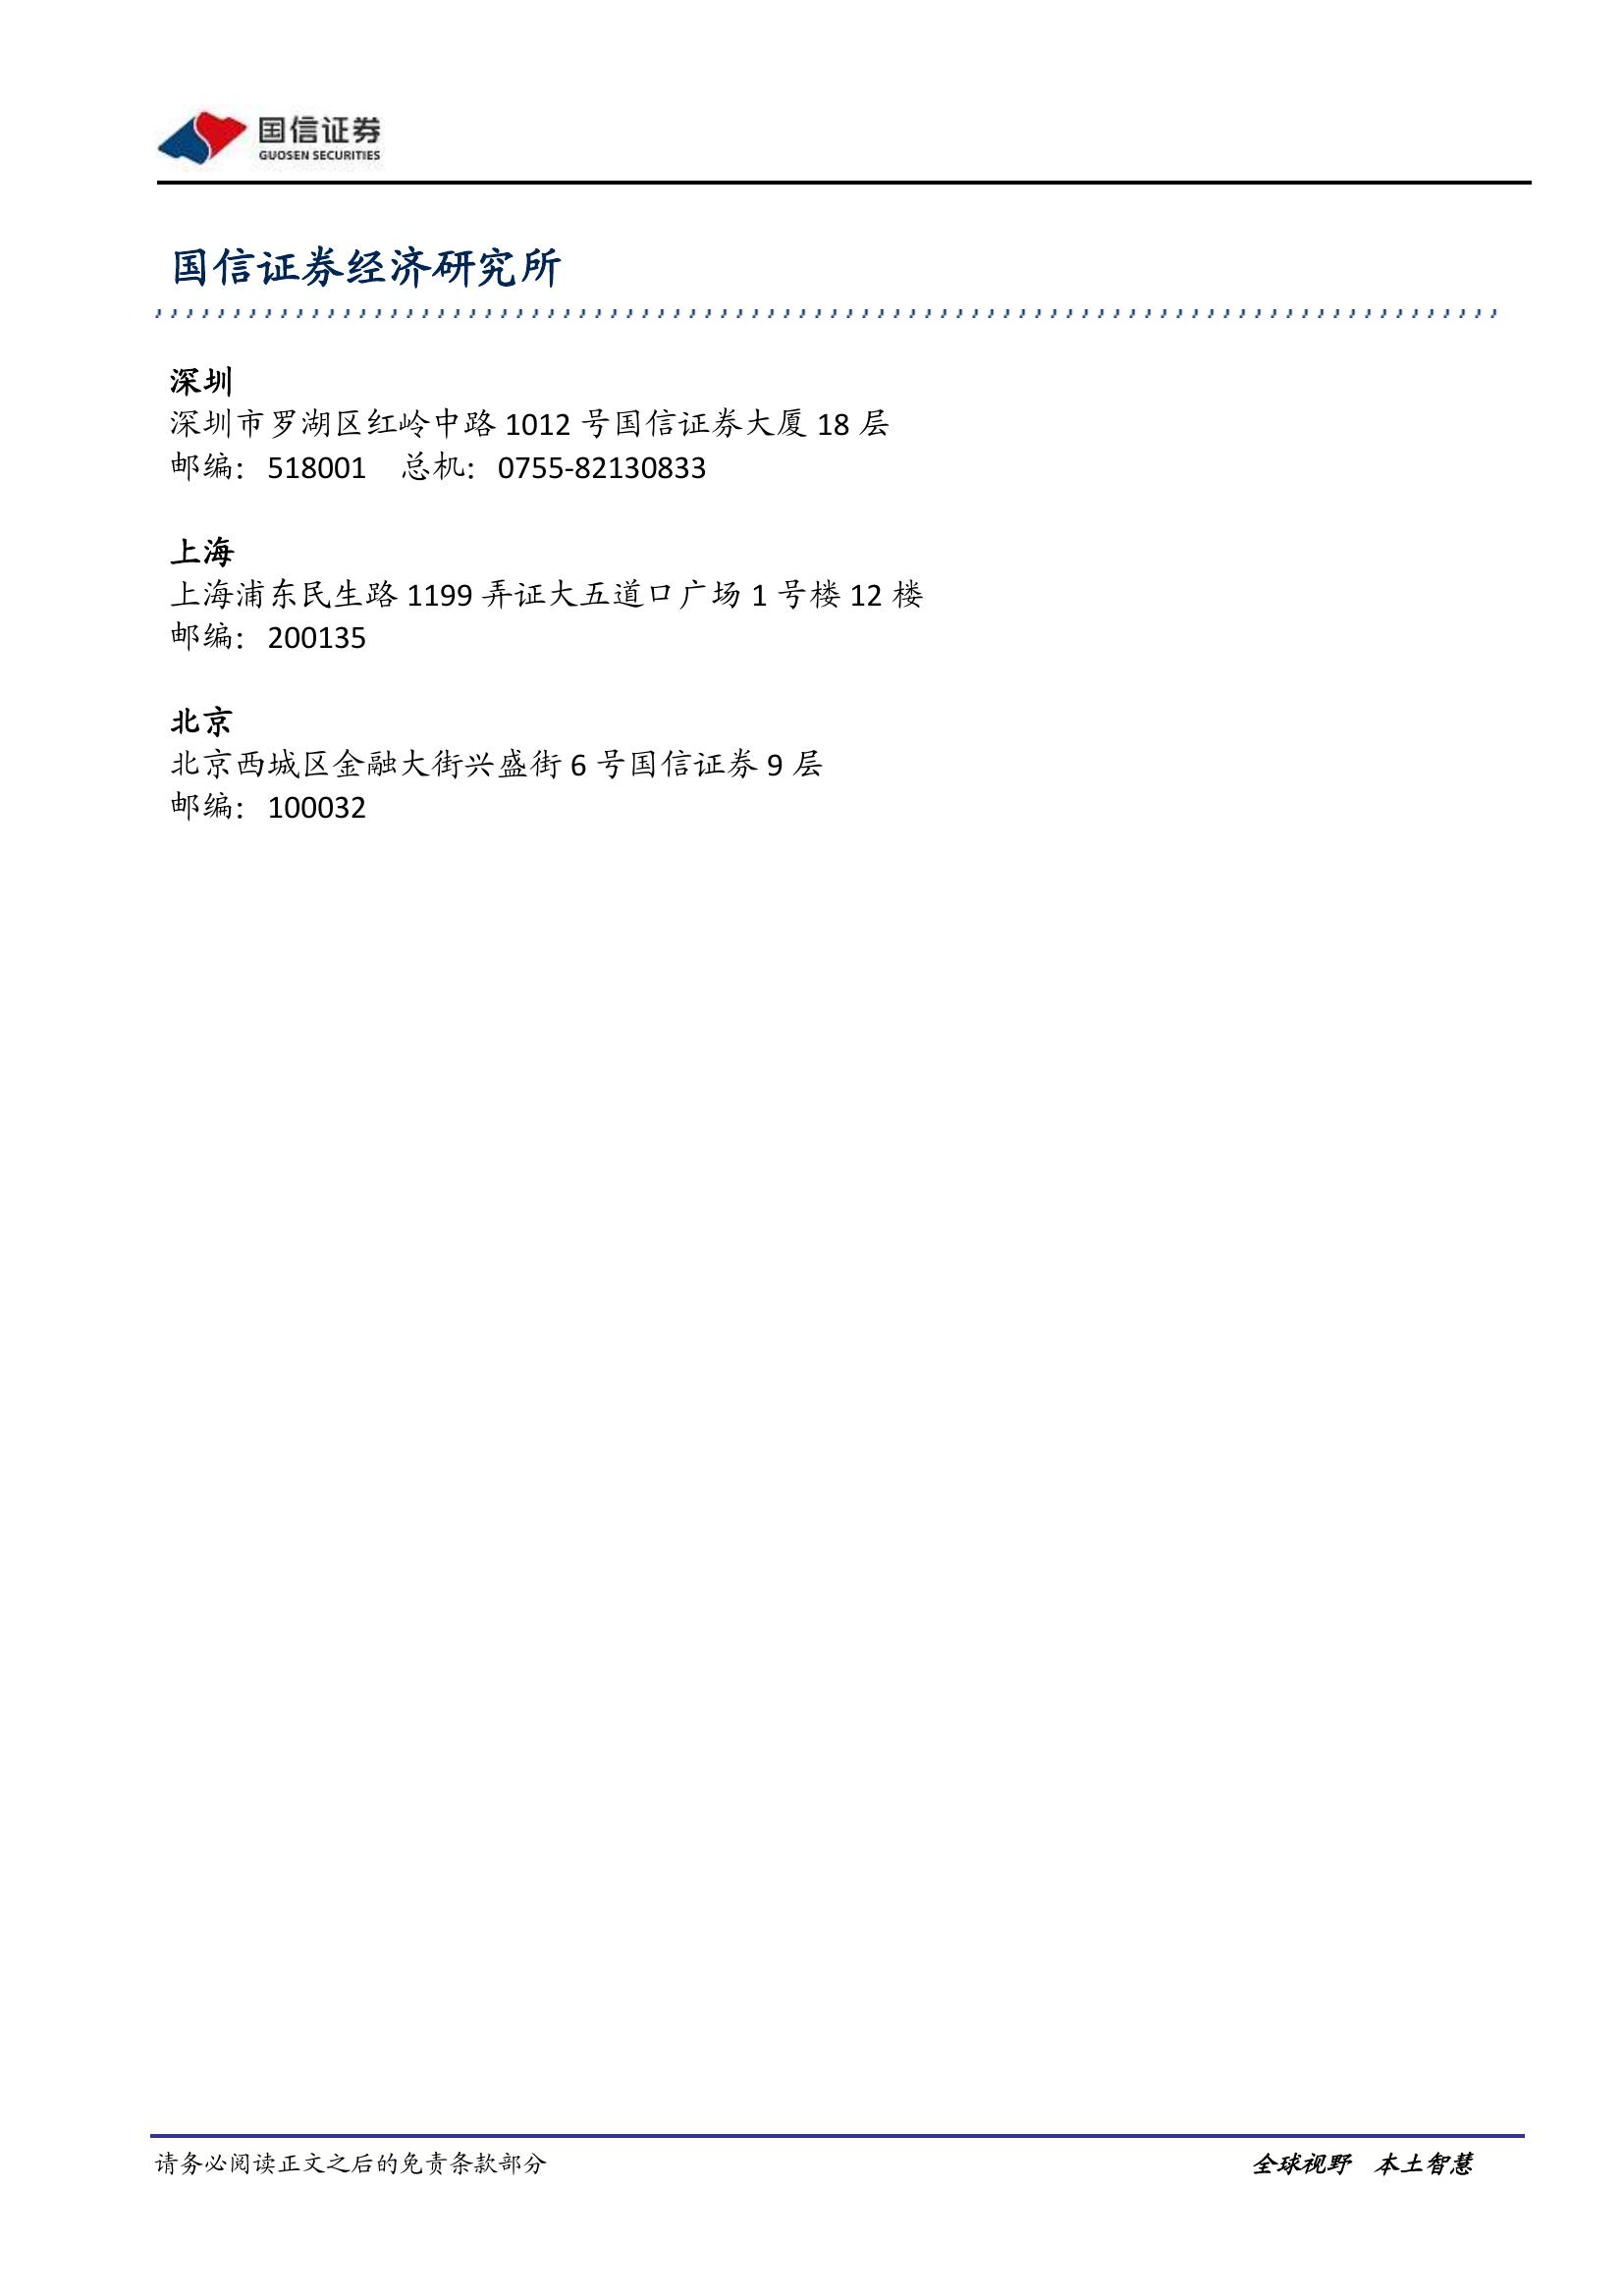 国信证券
GUOSEN SECURITIES
国信证券经济研究所
深圳
深圳市罗湖区红岭中路 1012 号国信证券大厦 18 层
邮编：518001 总机：0755-82130833
上海
上海浦东民生路 1199 弄证大五道口广场 1 号楼 12 楼
邮编：200135
北京
北京西城区金融大街兴盛街 6 号国信证券 9 层
邮编：100032
请务必阅读正文之后的免责条款部分 全球视野 本土智慧